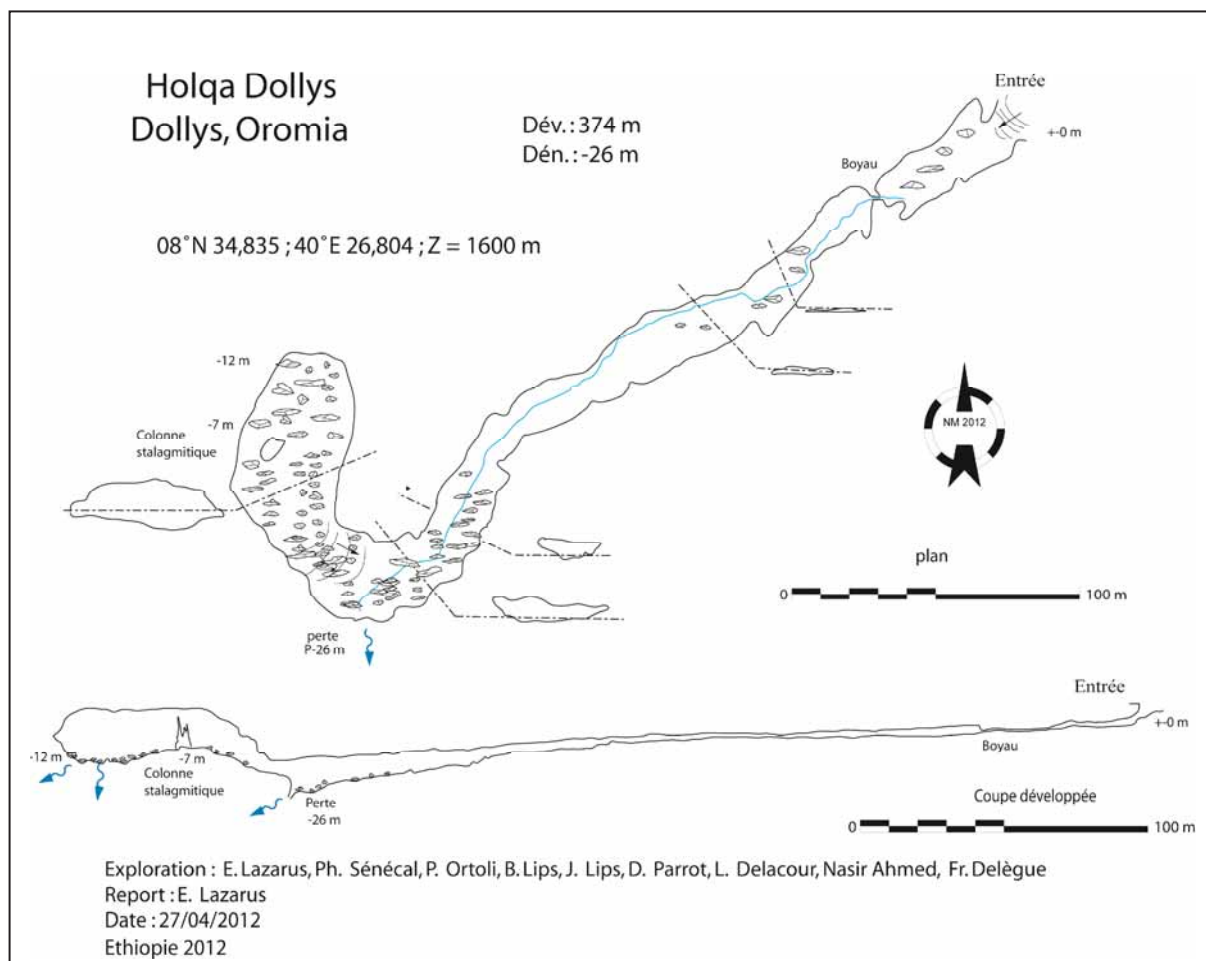 Holqa Dollys
Dollys, Oromia
Dév.: 374 m
Dén.: -26 m
Entrée
+-0 m
Boyau
08°N 34,835 ; 40°E 26,804 ; Z = 1600 m
-12 m
-7 m
Colonne
stalagmitique
NM 2012
plan
0 100 m
perte
P-26 m
Entrée
+-0 m
Boyau
-12 m
-7 m
Colonne
stalagmitique
Perte
-26 m
Coupe développée
0 100 m
Exploration : E. Lazarus, Ph. Sénécal, P. Ortoli, B. Lips, J. Lips, D. Parrot, L. Delacour, Nasir Ahmed, Fr. Delègue
Report : E. Lazarus
Date : 27/04/2012
Ethiopie 2012